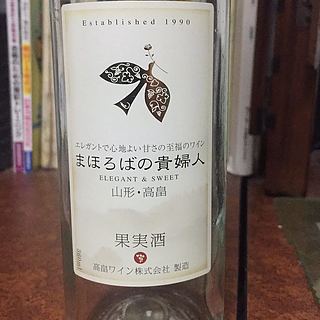 Established 1990
エレガントで心地よい甘さの至福のワイン
まほろばの貴婦人
ELEGANT & SWEET
山形・高畠
果実酒
高畠ワイン株式会社 製造